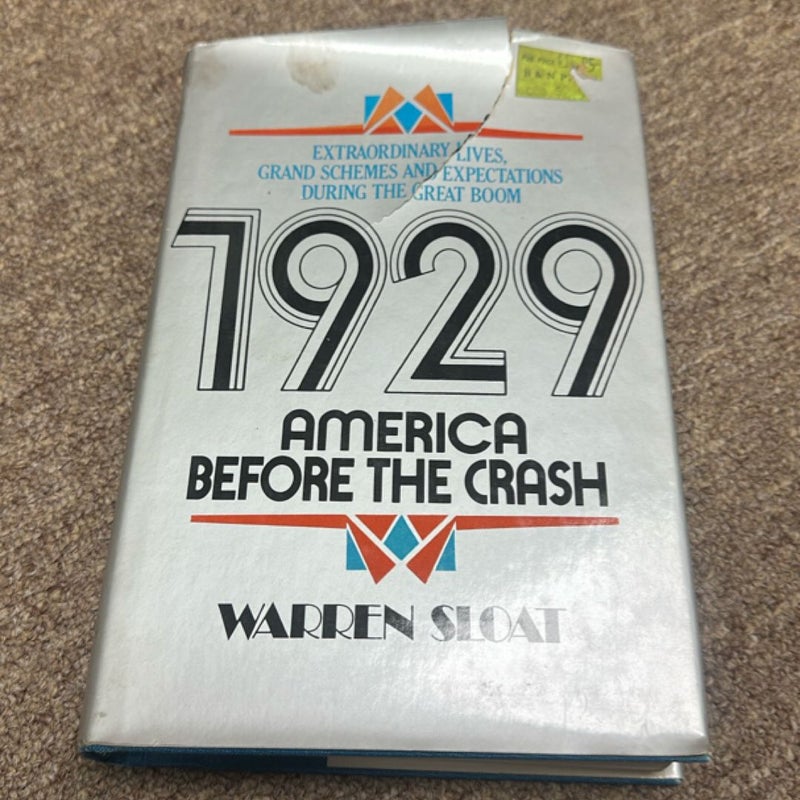 B & N P
EXTRAORDINARY LIVES,
GRAND SCHEMES AND EXPECTATIONS
DURING THE GREAT BOOM
1929
AMERICA
BEFORE THE CRASH
WARREN SLOAT